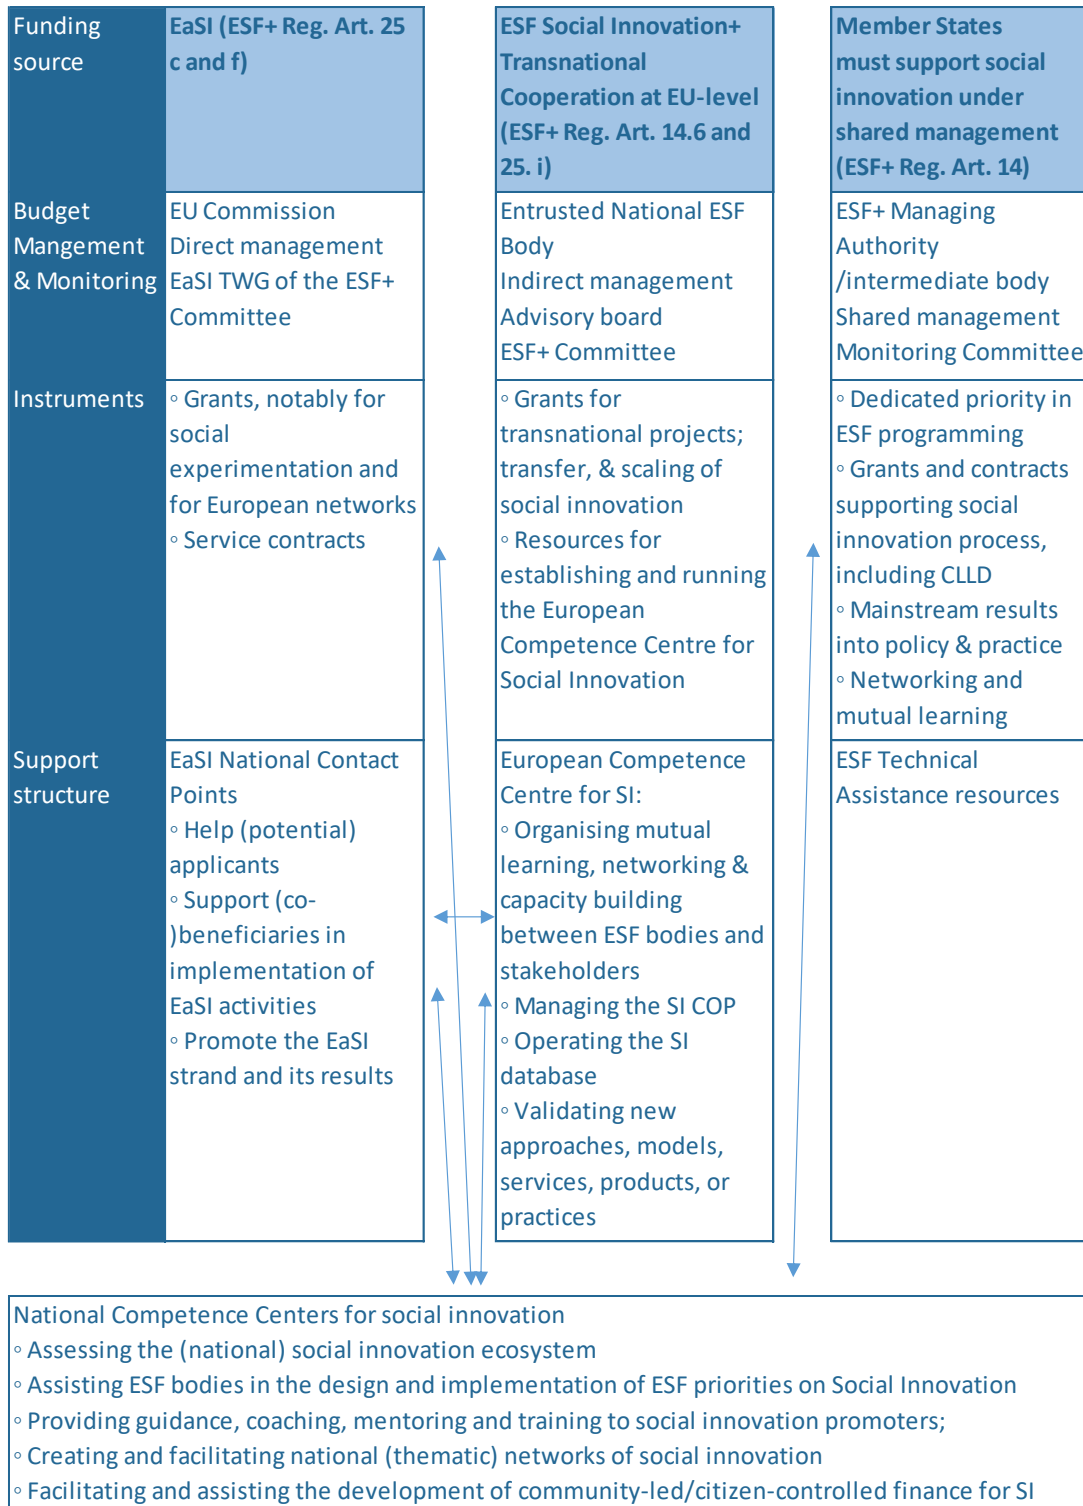 Funding
source
EaSI (ESF+ Reg. Art. 25
c and f)
ESF Social Innovation+
Transnational
Cooperation at EU-level
(ESF+ Reg. Art. 14.6 and
25. i)
Member States
must support social
innovation under
shared management
(ESF+ Reg. Art. 14)
Budget
Mangement
& Monitoring
EU Commission
Direct management
EaSI TWG of the ESF+
Committee
Entrusted National ESF
Body
Indirect management
Advisory board
ESF+ Committee
ESF+ Managing
Authority
/intermediate body
Shared management
Monitoring Committee
Instruments
◦ Grants, notably for
social
experimentation and
for European networks
◦ Service contracts
◦ Grants for
transnational projects;
transfer, & scaling of
social innovation
◦ Resources for
establishing and running
the European
Competence Centre for
Social Innovation
◦ Dedicated priority in
ESF programming
◦ Grants and contracts
supporting social
innovation process,
including CLLD
◦ Mainstream results
into policy & practice
◦ Networking and
mutual learning
Support
structure
EaSI National Contact
Points
◦ Help (potential)
applicants
◦ Support (co-
)beneficiaries in
implementation of
EaSI activities
◦ Promote the EaSI
strand and its results
European Competence
Centre for SI:
◦ Organising mutual
learning, networking &
capacity building
between ESF bodies and
stakeholders
◦ Managing the SI COP
◦ Operating the SI
database
◦ Validating new
approaches, models,
services, products, or
practices
ESF Technical
Assistance resources
National Competence Centers for social innovation
◦ Assessing the (national) social innovation ecosystem
◦ Assisting ESF bodies in the design and implementation of ESF priorities on Social Innovation
◦ Providing guidance, coaching, mentoring and training to social innovation promoters;
◦ Creating and facilitating national (thematic) networks of social innovation
◦ Facilitating and assisting the development of community-led/citizen-controlled finance for SI